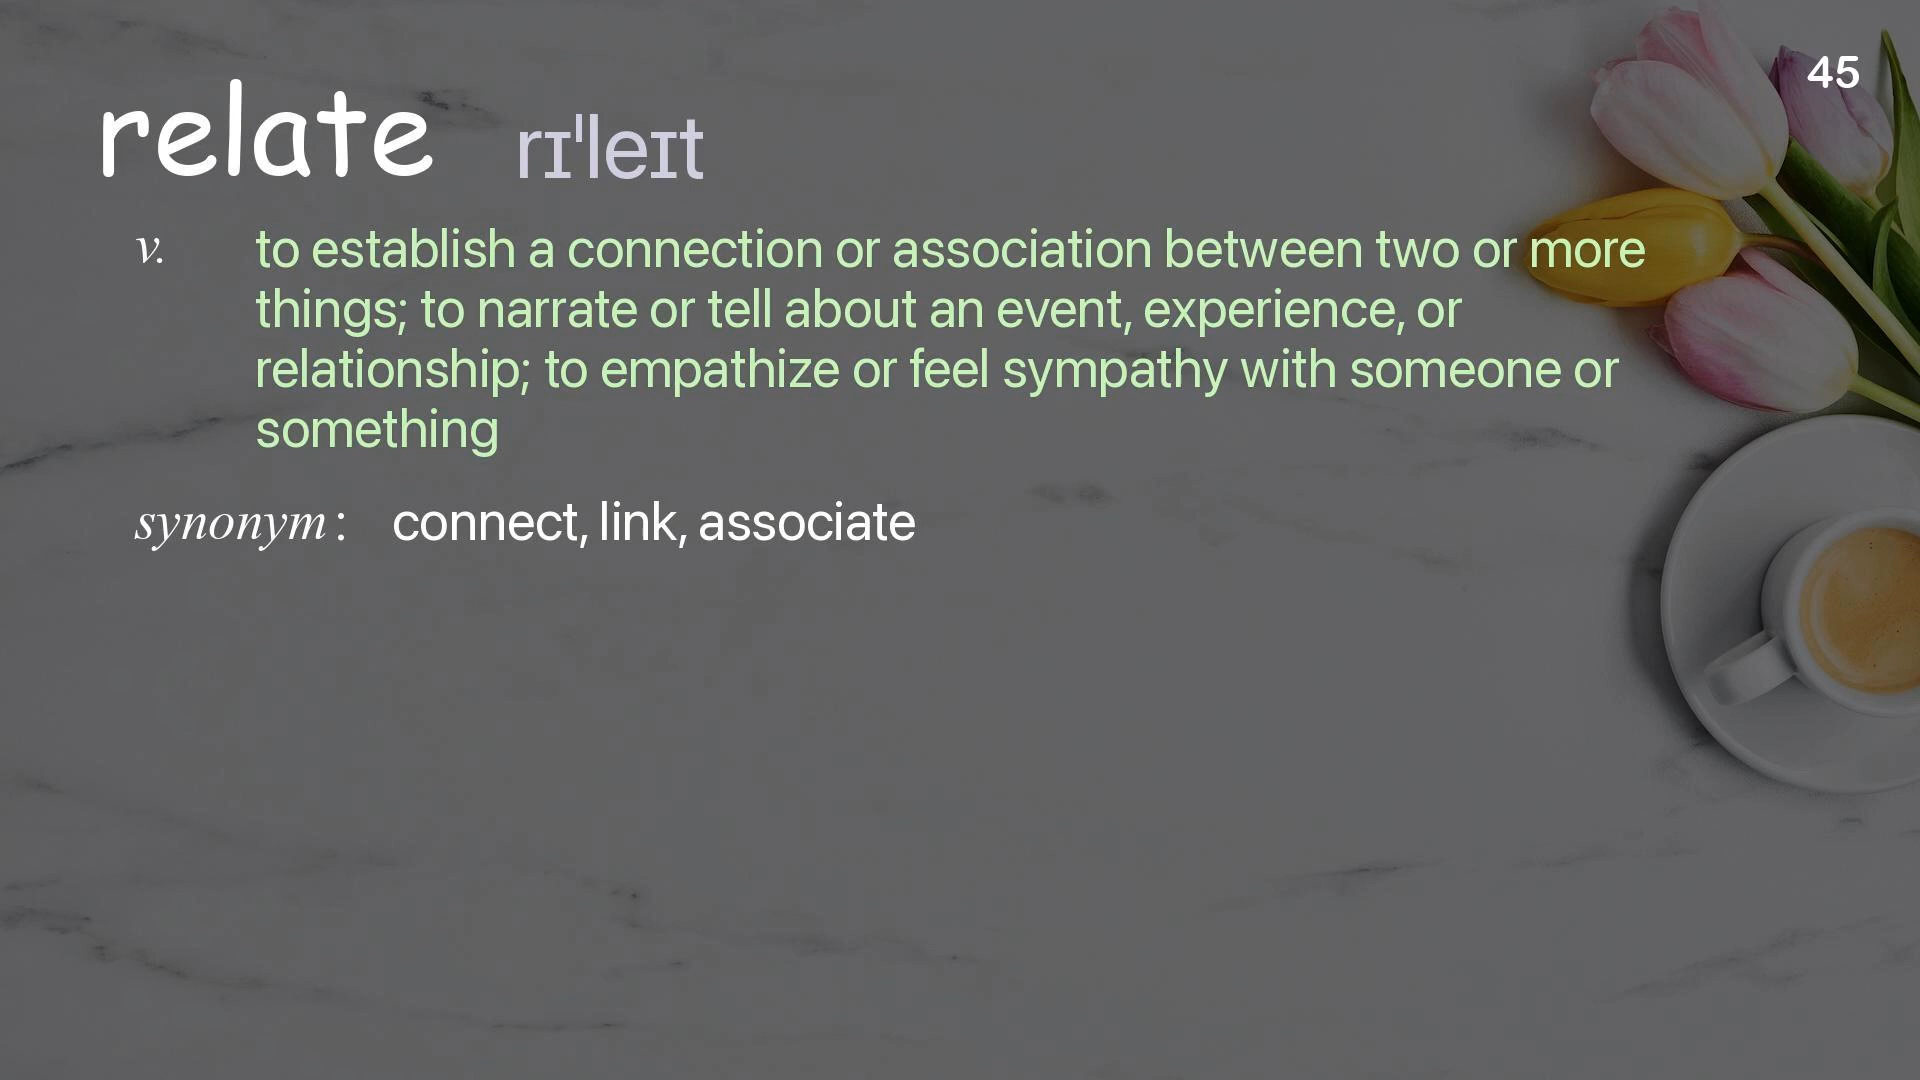 45
relate rɪˈleɪt
v. to establish a connection or association between two or more
things; to narrate or tell about an event, experience, or
relationship; to empathize or feel sympathy with someone or
something
synonym : connect, link, associate